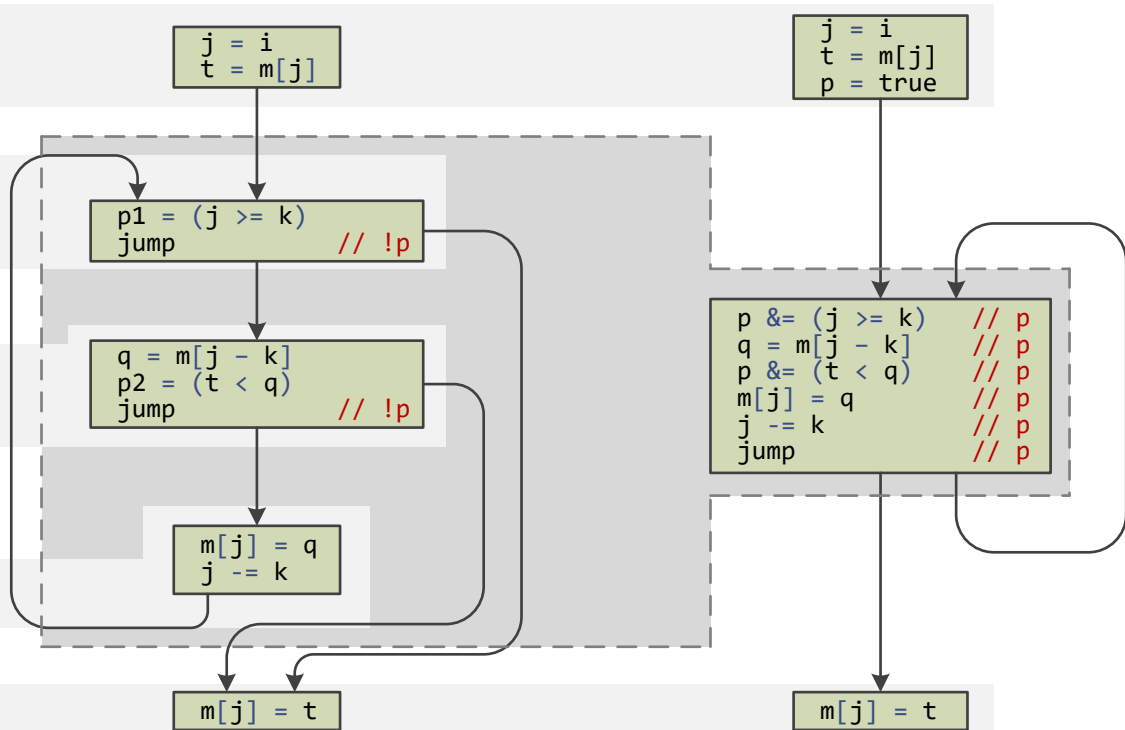 j = i
t = m[j]
p1 = (j >= k)
jump // !p
q = m[j – k]
p2 = (t < q)
jump // !p
m[j] = q
j -= k
m[j] = t
j = i
t = m[j]
p = true
p &= (j >= k) // p
q = m[j – k] // p
p &= (t < q) // p
m[j] = q // p
j -= k // p
jump // p
m[j] = t